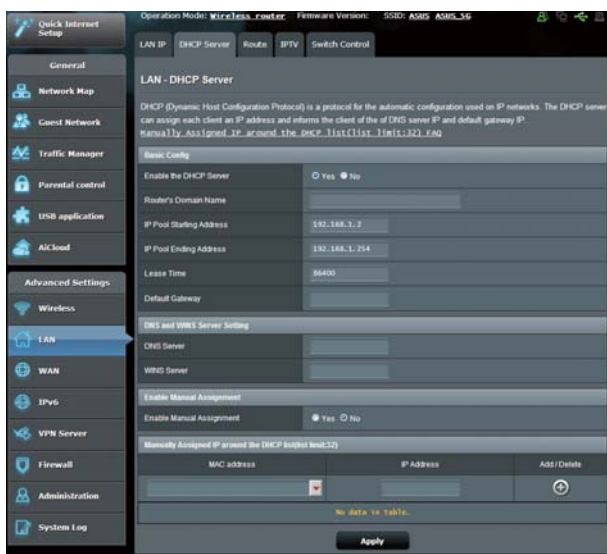 Quick Internet Setup
Operation Mode: Wireless router Firmware Version: SSID: ASUS ASUS_5G
LAN IP DHCP Server Route IPTV Switch Control
General
Network Map
Guest Network
Traffic Manager
Parental control
USB application
AiCloud
Advanced Settings
Wireless
LAN
WAN
IPv6
VPN Server
Firewall
Administration
System Log
LAN - DHCP Server
DHCP (Dynamic Host Configuration Protocol) is a protocol for the automatic configuration used on IP networks. The DHCP server
can assign each client an IP address and informs the client of the of DNS server IP and default gateway IP.
Manually Assigned IP around the DHCP list(list limit:32) FAQ
Basic Config
Enable the DHCP Server Yes No
Router's Domain Name
IP Pool Starting Address 192.168.1.2
IP Pool Ending Address 192.168.1.254
Lease Time 86400
Default Gateway
DNS and WINS Server Setting
DNS Server
WINS Server
Enable Manual Assignment
Enable Manual Assignment Yes No
Manually Assigned IP around the DHCP list(list limit:32)
MAC address IP Address Add / Delete
No data in table.
Apply